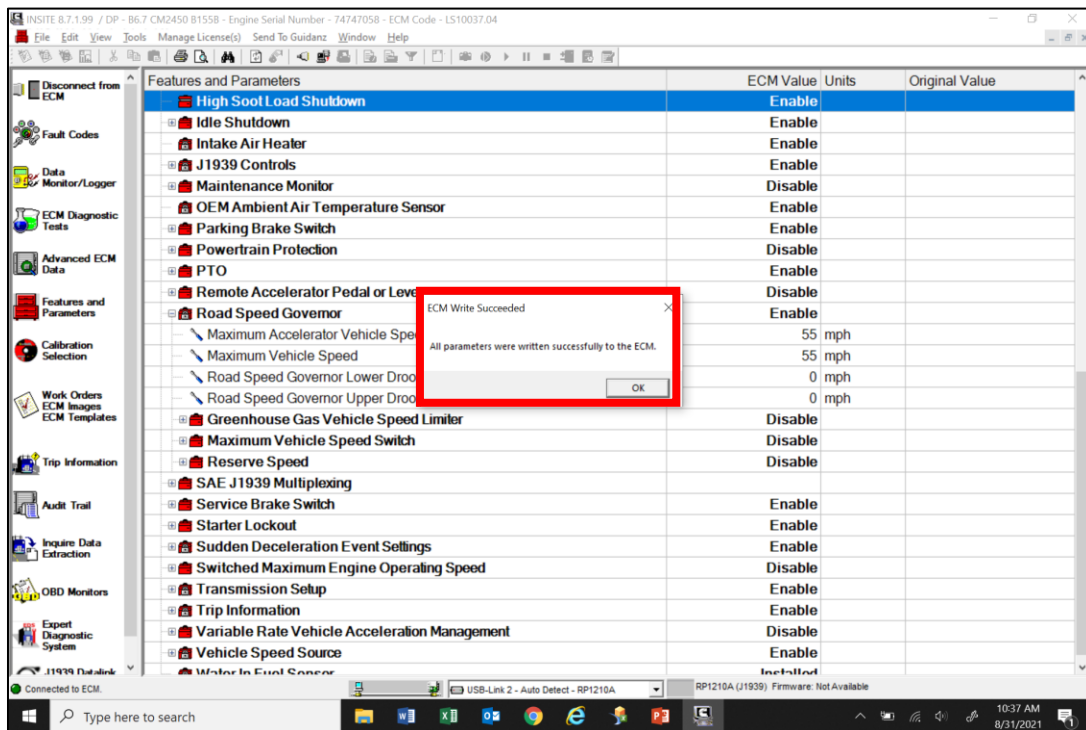 INSITE 8.7.1.99 / DP - B6.7 CM2450 B155B - Engine Serial Number - 74747058 - ECM Code - LS10037.04
File Edit View Tools Manage License(s) Send To Guidanz Window Help
Disconnect from
ECM
Fault Codes
Data
Monitor/Logger
ECM Diagnostic
Tests
Advanced ECM
Data
Features and
Parameters
Calibration
Selection
Work Orders
ECM Images
ECM Templates
Trip Information
Audit Trail
Inquire Data
Extraction
OBD Monitors
Expert
Diagnostic
System
J1939 Datalink
Features and Parameters ECM Value Units Original Value
High Soot Load Shutdown Enable
Idle Shutdown Enable
Intake Air Heater Enable
J1939 Controls Enable
Maintenance Monitor Disable
OEM Ambient Air Temperature Sensor Enable
Parking Brake Switch Enable
Powertrain Protection Disable
PTO Enable
Remote Accelerator Pedal or Leve Disable
Road Speed Governor Enable
Maximum Accelerator Vehicle Spe 55 mph
Maximum Vehicle Speed 55 mph
Road Speed Governor Lower Droo 0 mph
Road Speed Governor Upper Droo 0 mph
Greenhouse Gas Vehicle Speed Limiter Disable
Maximum Vehicle Speed Switch Disable
Reserve Speed Disable
SAE J1939 Multiplexing
Service Brake Switch Enable
Starter Lockout Enable
Sudden Deceleration Event Settings Enable
Switched Maximum Engine Operating Speed Disable
Transmission Setup Enable
Trip Information Enable
Variable Rate Vehicle Acceleration Management Disable
Vehicle Speed Source Enable
Water In Fuel Sensor Installed
ECM Write Succeeded
All parameters were written successfully to the ECM.
OK
Connected to ECM. USB-Link 2 - Auto Detect - RP1210A RP1210A (J1939) Firmware: Not Available
Type here to search
10:37 AM
8/31/2021